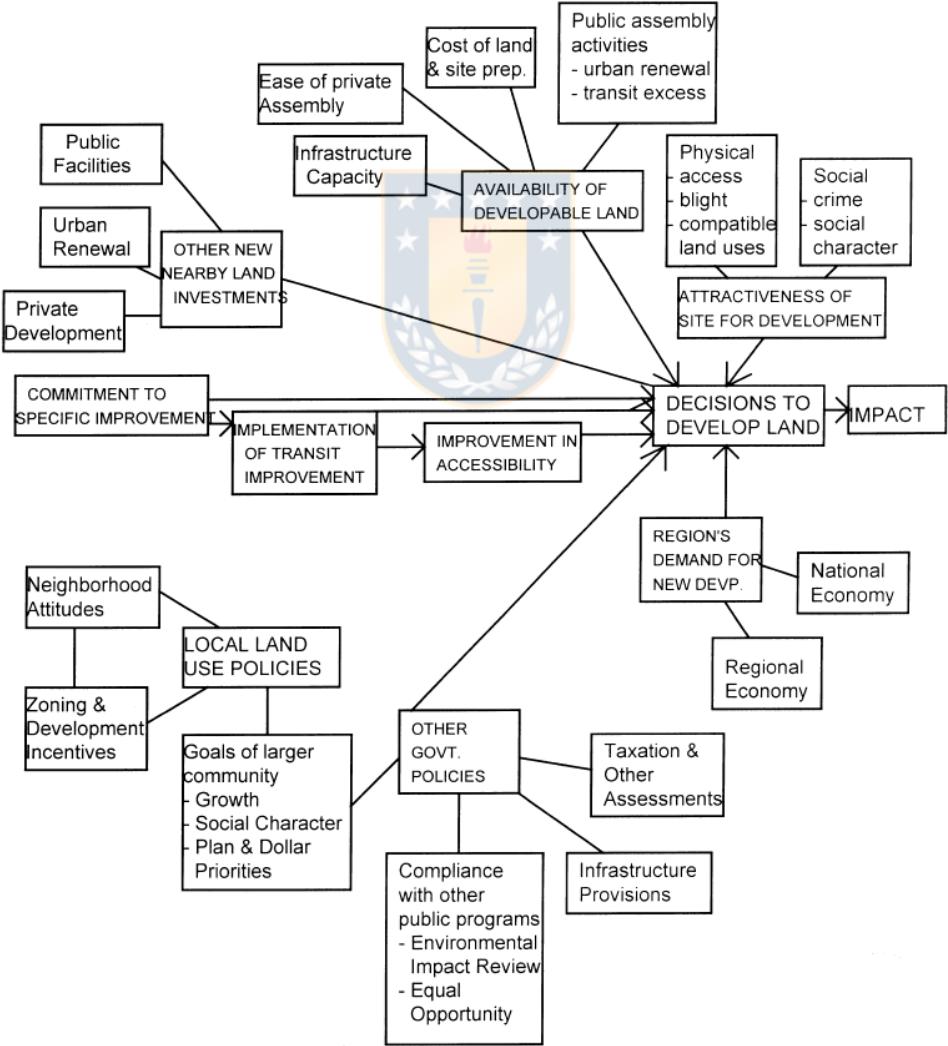 Public assembly
activities
- urban renewal
- transit excess
Cost of land
& site prep.
Ease of private
Assembly
Public
Facilities
Infrastructure
Capacity
Physical
- access
- blight
- compatible
land uses
Social
- crime
- social
character
AVAILABILITY OF
DEVELOPABLE LAND
Urban
Renewal
OTHER NEW
NEARBY LAND
INVESTMENTS
Private
Development
ATTRACTIVENESS OF
SITE FOR DEVELOPMENT
COMMITMENT TO
SPECIFIC IMPROVEMENT
IMPLEMENTATION
OF TRANSIT
IMPROVEMENT
IMPROVEMENT IN
ACCESSIBILITY
DECISIONS TO
DEVELOP LAND
IMPACT
REGION'S
DEMAND FOR
NEW DEVP.
National
Economy
Regional
Economy
Neighborhood
Attitudes
LOCAL LAND
USE POLICIES
Zoning &
Development
Incentives
Goals of larger
community
- Growth
- Social Character
- Plan & Dollar
Priorities
OTHER
GOVT.
POLICIES
Taxation &
Other
Assessments
Infrastructure
Provisions
Compliance
with other
public programs
- Environmental
Impact Review
- Equal
Opportunity